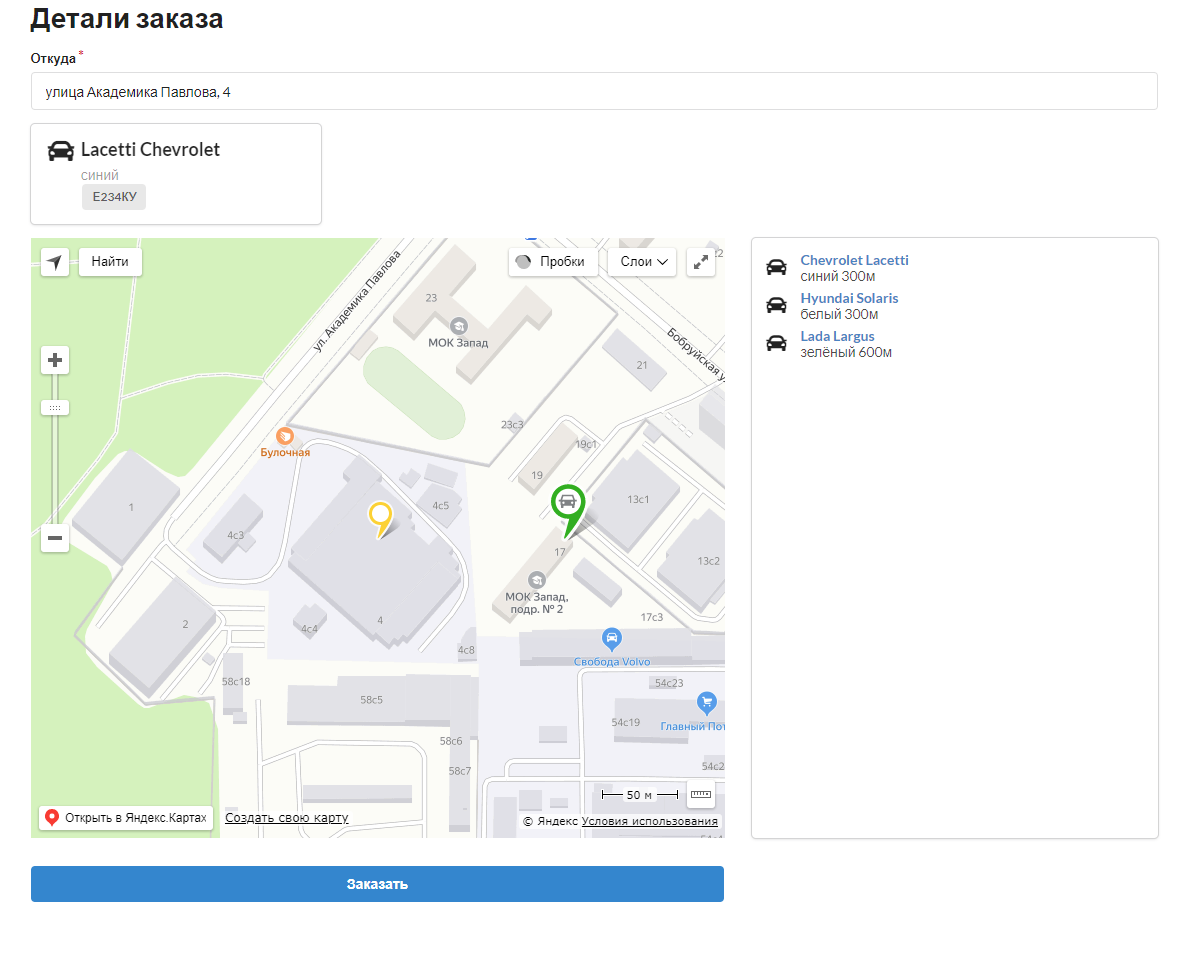 Детали заказа
Откуда *
улица Академика Павлова, 4
Lacetti Chevrolet
синий
Е234КУ
Найти
Пробки
Слои
22
ул. Академика Павлова
23
МОК Запад
Бобруйская у
21
23с3
19с1
Булочная
19
13с1
1
4с5
4с3
17
13с2
МОК Запад,
подр. № 2
2
4с4
4
17с3
4с8
Свобода Volvo
58с18
54с23
58с5
54с19
Главный Пот
58с6
54с2
58с7
50 м
Открыть в Яндекс.Картах
Создать свою карту
© Яндекс Условия использования
Chevrolet Lacetti
синий 300м
Hyundai Solaris
белый 300м
Lada Largus
зелёный 600м
Заказать